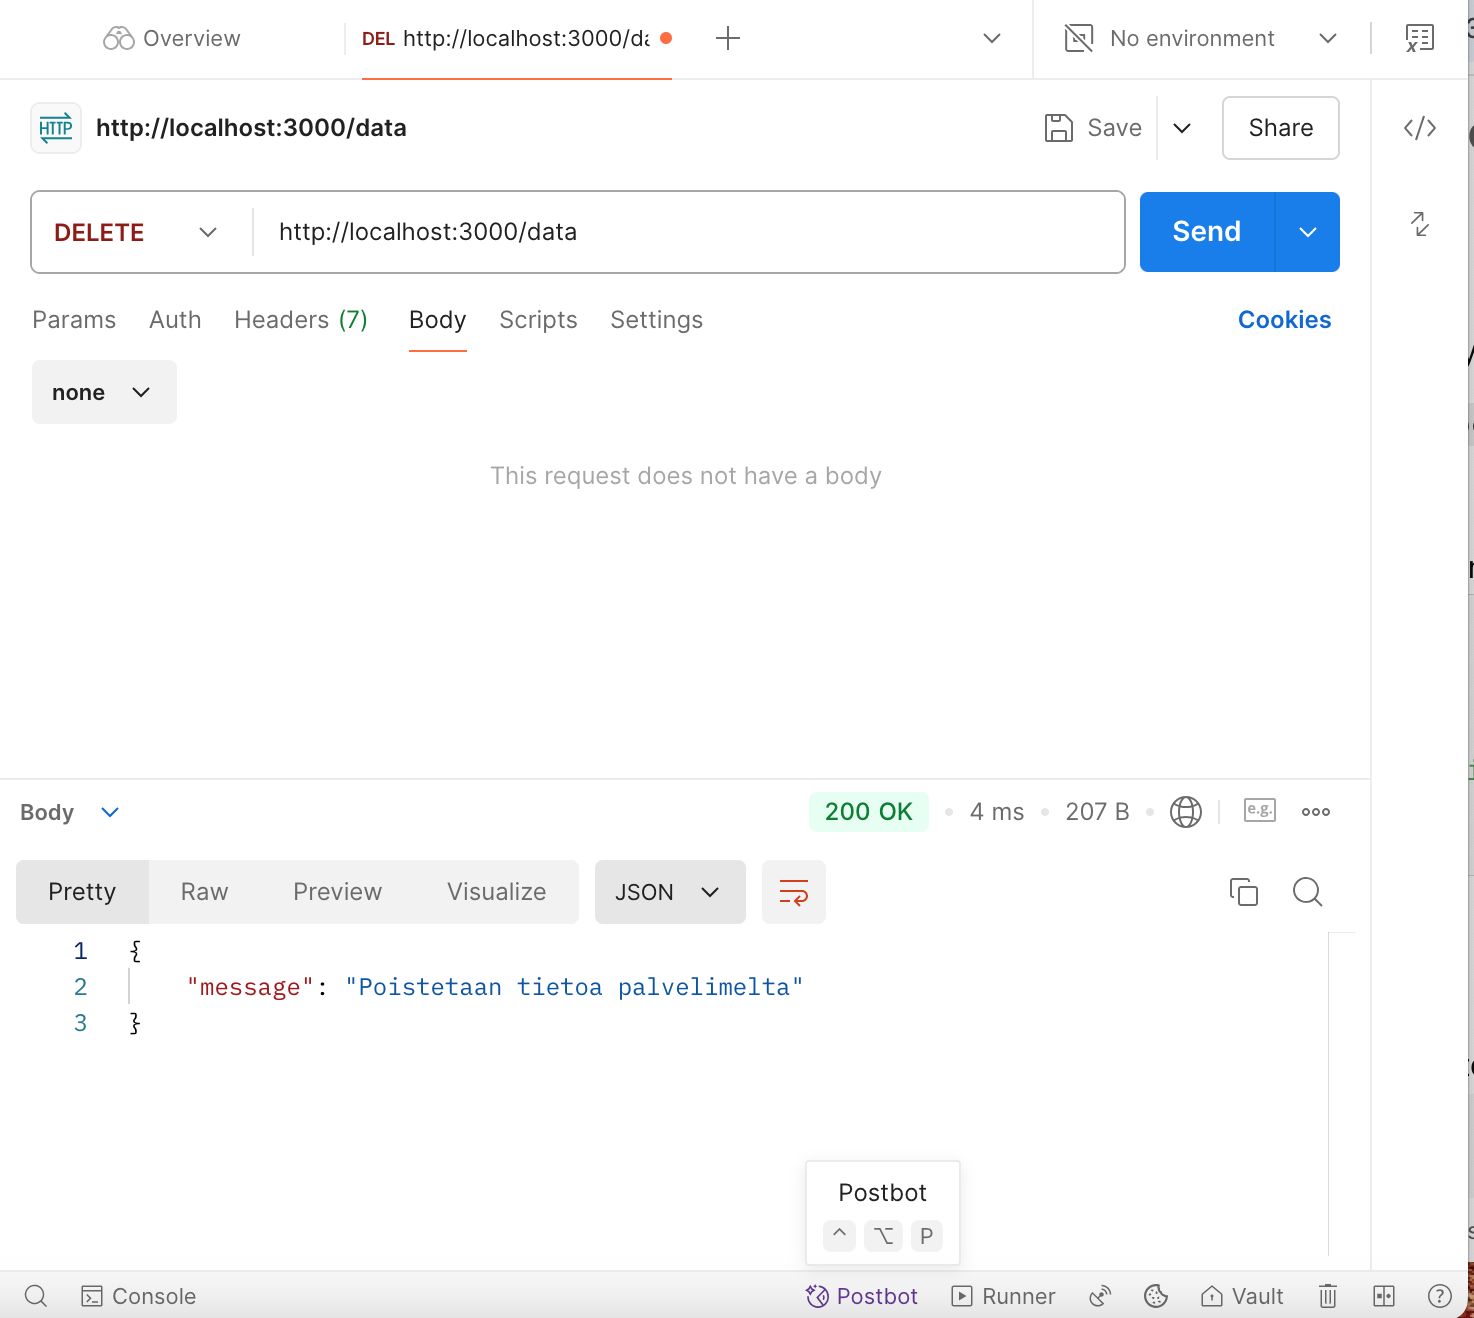 Overview
DEL http://localhost:3000/da
No environment
HTTP http://localhost:3000/data
Save
Share
DELETE
http://localhost:3000/data
Send
Params Auth Headers (7) Body Scripts Settings Cookies
none
This request does not have a body
Body
200 OK 4 ms 207 B e.g.
Pretty Raw Preview Visualize JSON
1 {
2 "message": "Poistetaan tietoa palvelimelta"
3 }
Postbot
^ ⌥ P
Console Postbot Runner Vault